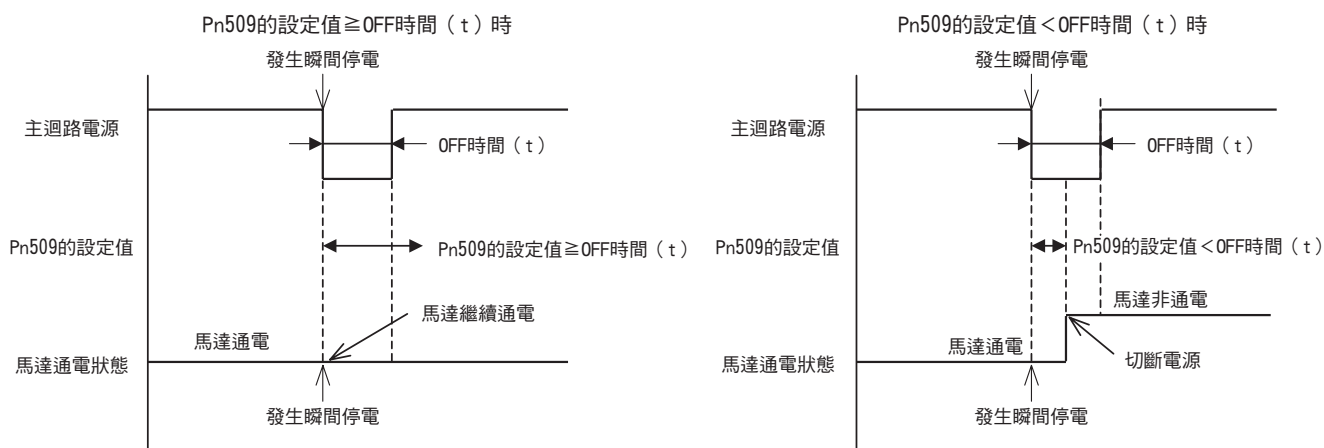 Pn509的設定值≧OFF時間（t）時
發生瞬間停電
主迴路電源
OFF時間（t）
Pn509的設定值
Pn509的設定值≧OFF時間（t）
馬達繼續通電
馬達通電
馬達通電狀態
發生瞬間停電
Pn509的設定值＜OFF時間（t）時
發生瞬間停電
主迴路電源
OFF時間（t）
Pn509的設定值
Pn509的設定值＜OFF時間（t）
馬達非通電
馬達通電
馬達通電狀態
切斷電源
發生瞬間停電